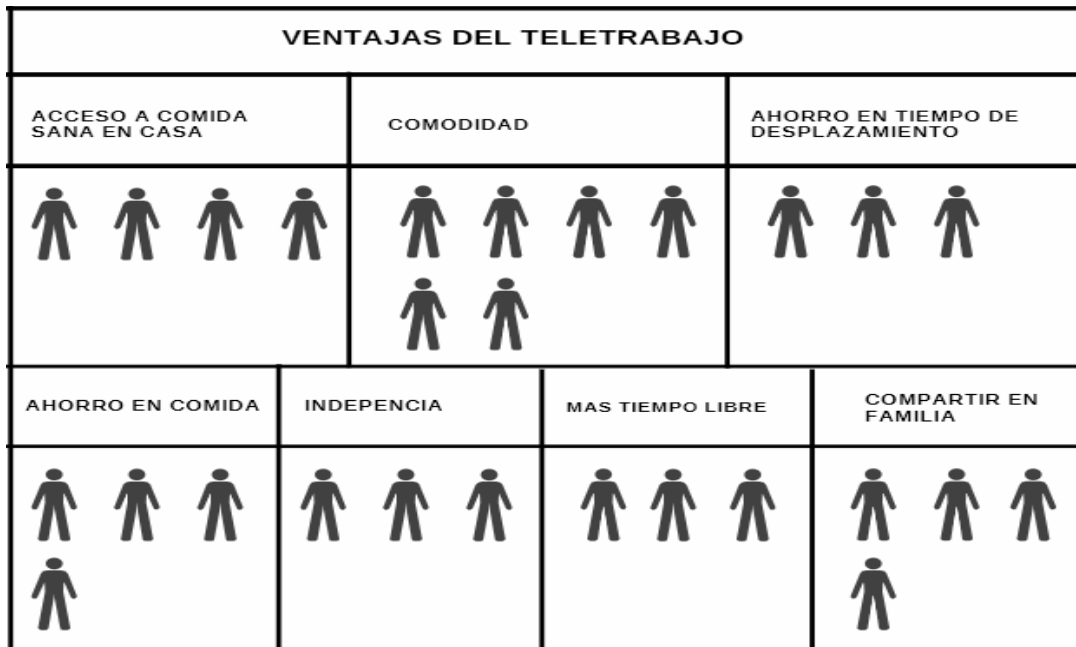 VENTAJAS DEL TELETRABAJO
ACCESO A COMIDA
SANA EN CASA
COMODIDAD
AHORRO EN TIEMPO DE
DESPLAZAMIENTO
AHORRO EN COMIDA
INDEPENCIA
MAS TIEMPO LIBRE
COMPARTIR EN
FAMILIA